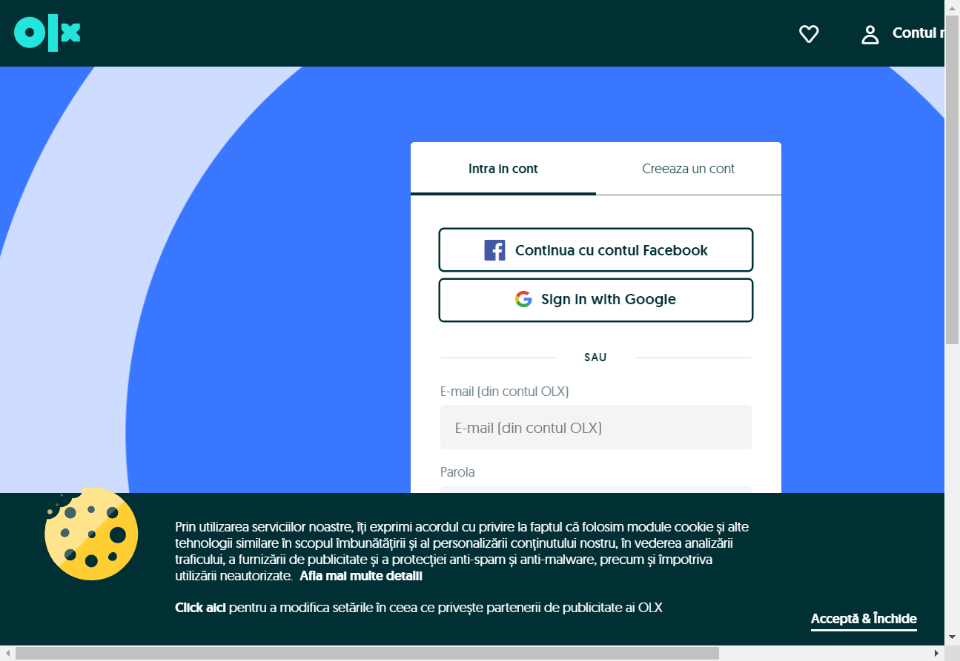 olx
Contul
Intra in cont
Creeaza un cont
Continua cu contul Facebook
Sign in with Google
SAU
E-mail (din contul OLX)
E-mail (din contul OLX)
Parola
Prin utilizarea serviciilor noastre, îți exprimi acordul cu privire la faptul că folosim module cookie și alte
tehnologii similare în scopul îmbunătățirii și al personalizării conținutului nostru, în vederea analizării
traficului, a furnizării de publicitate și a protecției anti-spam și anti-malware, precum și împotriva
utilizării neautorizate. Afla mai multe detalii
Click aici pentru a modifica setările în ceea ce privește partenerii de publicitate ai OLX
Acceptă & Închide